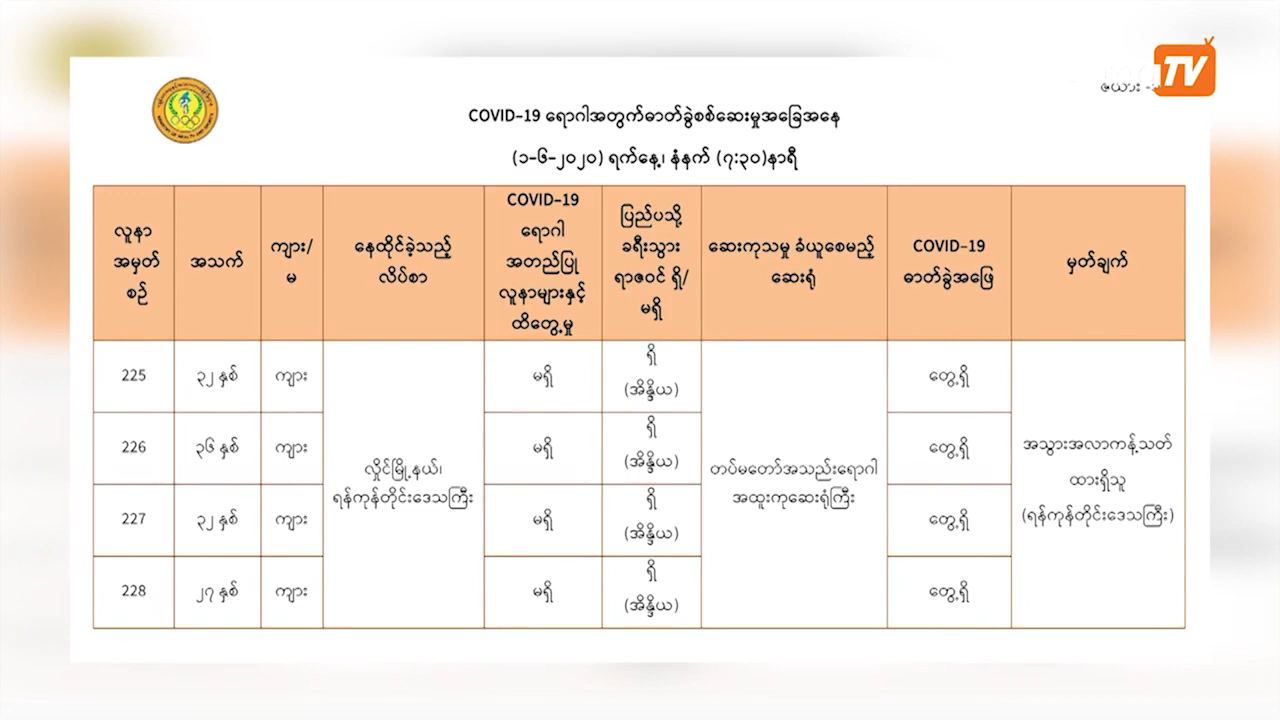 TV
ဇယား -
COVID-19 ရောဂါအတွက်ဓာတ်ခွဲစစ်ဆေးမှုအခြေအနေ
(၁-၆-၂၀၂၀) ရက်နေ့၊ နံနက် (၇:၃၀)နာရီ
လူနာ
အမှတ်
စဉ်
အသက်
ကျား/
မ
နေထိုင်ခဲ့သည့်
လိပ်စာ
COVID-19
ရောဂါ
အတည်ပြု
လူနာများနှင့်
ထိတွေ့မှု
ပြည်ပသို့
ခရီးသွား
ရာဇဝင် ရှိ/
မရှိ
ဆေးကုသမှု ခံယူစေမည့်
ဆေးရုံ
COVID-19
ဓာတ်ခွဲအဖြေ
မှတ်ချက်
225
၃၂ နှစ်
ကျား
လှိုင်မြို့နယ်၊
ရန်ကုန်တိုင်းဒေသကြီး
မရှိ
ရှိ
(အိန္ဒိယ)
တပ်မတော်အသည်းရောဂါ
အထူးကုဆေးရုံကြီး
တွေ့ရှိ
အသွားအလာကန့်သတ်
ထားရှိသူ
(ရန်ကုန်တိုင်းဒေသကြီး)
226
၃၆ နှစ်
ကျား
မရှိ
ရှိ
(အိန္ဒိယ)
တွေ့ရှိ
227
၃၂ နှစ်
ကျား
မရှိ
ရှိ
(အိန္ဒိယ)
တွေ့ရှိ
228
၂၇ နှစ်
ကျား
မရှိ
ရှိ
(အိန္ဒိယ)
တွေ့ရှိ